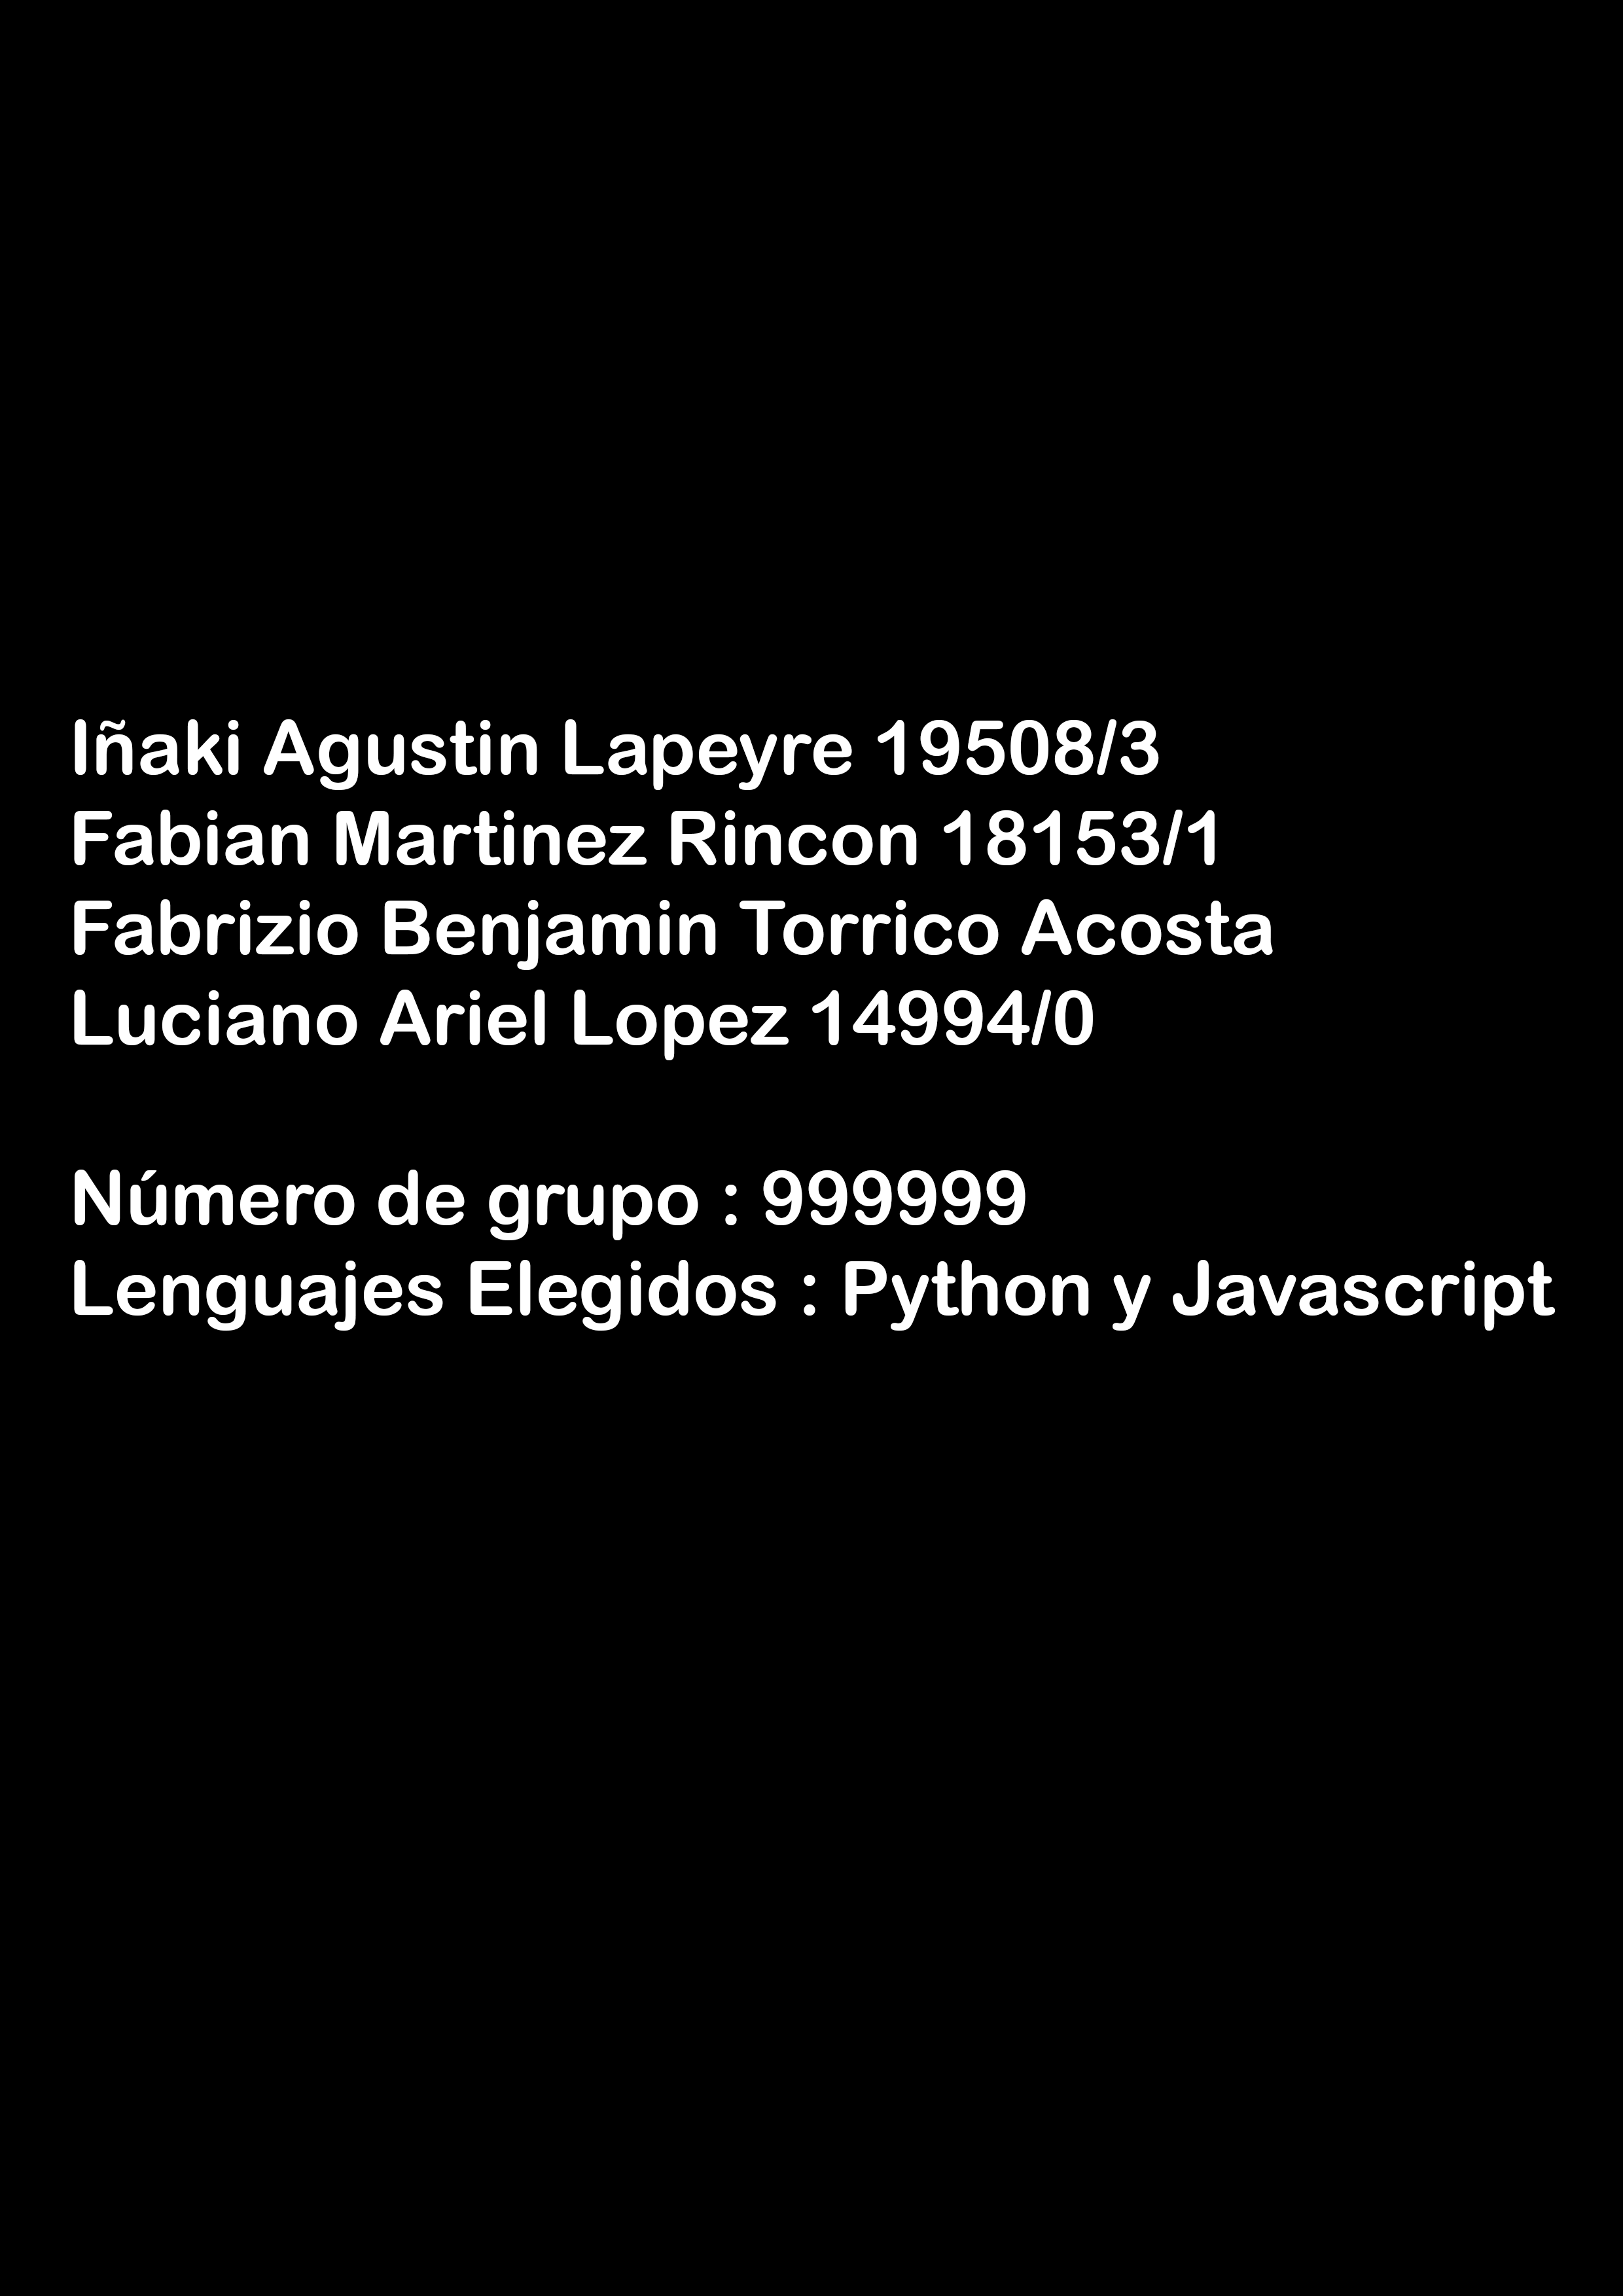 Iñaki Agustin Lapeyre 19508/3
Fabian Martinez Rincon 18153/1
Fabrizio Benjamin Torrico Acosta
Luciano Ariel Lopez 14994/0
Número de grupo : 999999
Lenguajes Elegidos : Python y Javascript